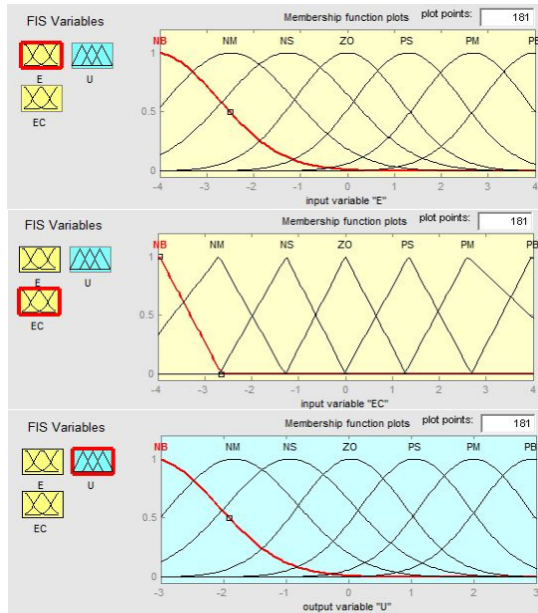 FIS Variables
Membership function plots plot points: 181
NB NM NS ZO PS PM PB
E U
EC
1
0.5
0
-4 -3 -2 -1 0 1 2 3 4
input variable "E"
FIS Variables
Membership function plots plot points: 181
NB NM NS ZO PS PM PB
E U
EC
1
0.5
0
-4 -3 -2 -1 0 1 2 3 4
input variable "EC"
FIS Variables
Membership function plots plot points: 181
NB NM NS ZO PS PM PB
E U
EC
1
0.5
0
-3 -2 -1 0 1 2 3
output variable "U"